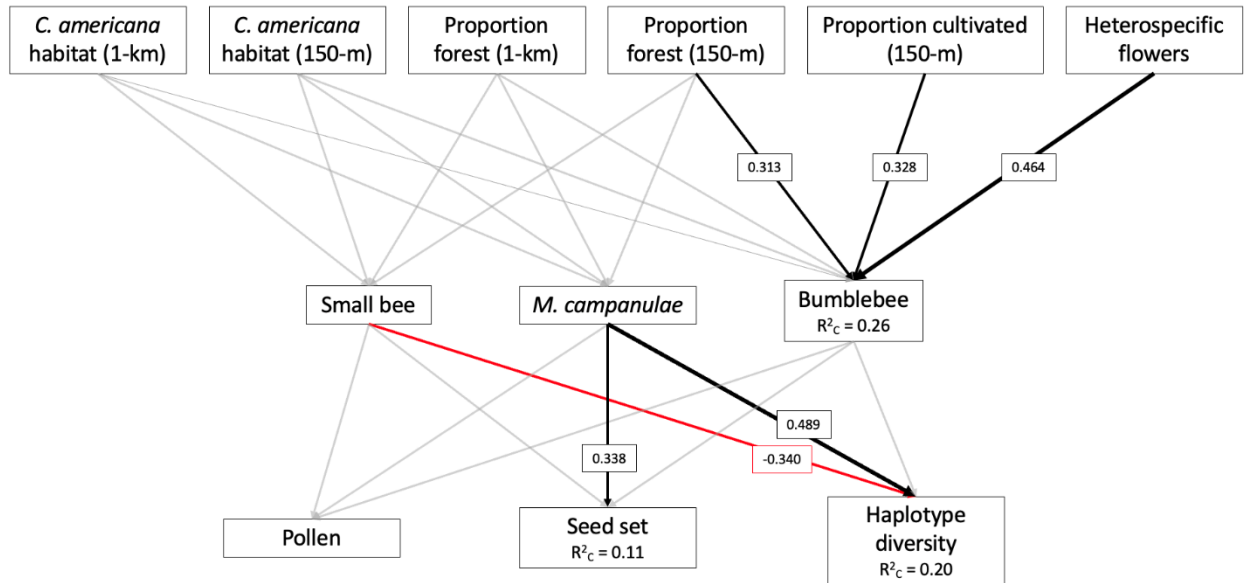 C. americana
habitat (1-km)
C. americana
habitat (150-m)
Proportion
forest (1-km)
Proportion
forest (150-m)
Proportion cultivated
(150-m)
Heterospecific
flowers
0.313
0.328
0.464
Small bee
M. campanulae
Bumblebee
R²c = 0.26
0.489
0.338
-0.340
Pollen
Seed set
R²c = 0.11
Haplotype
diversity
R²c = 0.20